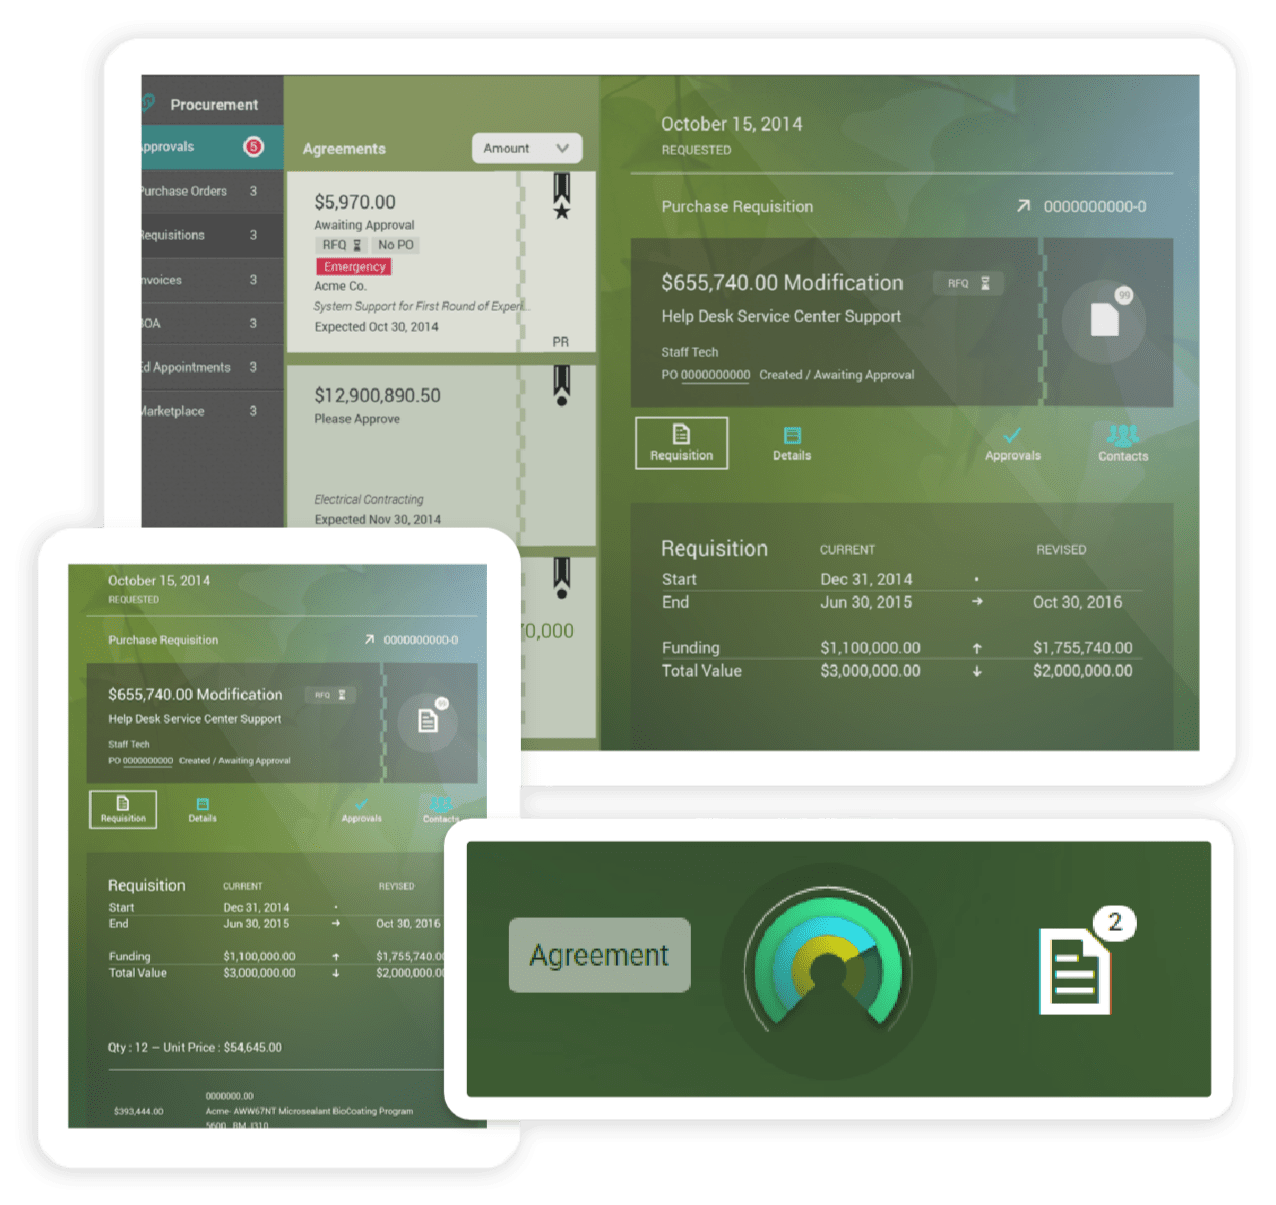 Procurement
pprovals 5
Purchase Orders 3
Requisitions 3
nvoices 3
OA 3
d Appointments 3
Marketplace 3
Agreements
Amount
$5,970.00
Awaiting Approval
RFQ No PO
Emergency
Acme Co.
System Support for First Round of Experi...
Expected Oct 30, 2014
PR
$12,900,890.50
Please Approve
Electrical Contracting
Expected Nov 30, 2014
0,000
October 15, 2014
REQUESTED
Purchase Requisition 0000000000-0
$655,740.00 Modification RFQ
99
Help Desk Service Center Support
Staff Tech
PO 0000000000 Created / Awaiting Approval
Requisition Details Approvals Contacts
Requisition CURRENT REVISED
Start Dec 31, 2014
End Jun 30, 2015 → Oct 30, 2016
Funding $1,100,000.00 ↑ $1,755,740.00
Total Value $3,000,000.00 ↓ $2,000,000.00
October 15, 2014
REQUESTED
Purchase Requisition 0000000000-0
$655,740.00 Modification RFQ
99
Help Desk Service Center Support
Staff Tech
PO 0000000000 Created / Awaiting Approval
Requisition Details Approvals Contacts
Requisition CURRENT REVISED
Start Dec 31, 2014
End Jun 30, 2015 → Oct 30, 2016
Funding $1,100,000.00 ↑ $1,755,740.0
Total Value $3,000,000.00 ↓ $2,000,000.0
Qty : 12 – Unit Price : $54,645.00
0000000.00
$393,444.00 Acme- AWW67NT Microsealant BioCoating Program
Agreement
2